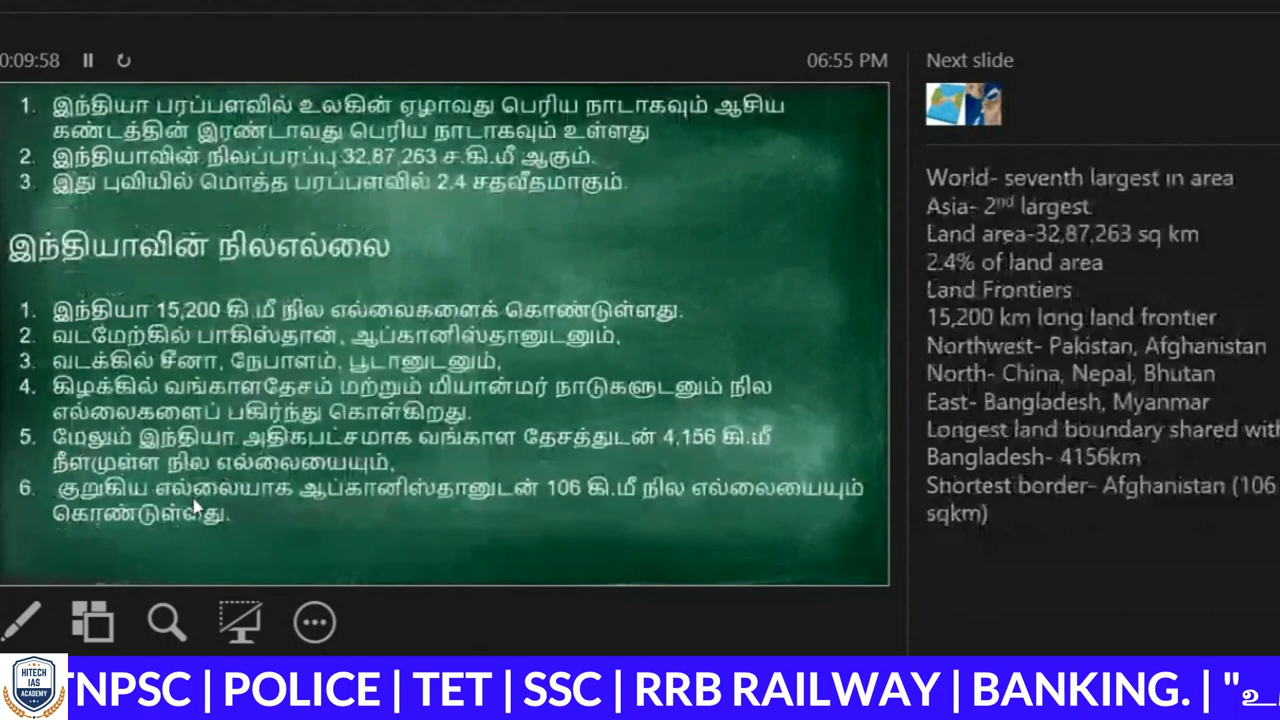 0:09:58
06:55 PM
1. இந்தியா பரப்பளவில் உலகின் ஏழாவது பெரிய நாடாகவும் ஆசிய
கண்டத்தின் இரண்டாவது பெரிய நாடாகவும் உள்ளது
2. இந்தியாவின் நிலப்பரப்பு 32,87,263 ச.கி.மீ ஆகும்.
3. இது புவியில் மொத்த பரப்பளவில் 2.4 சதவீதமாகும்.
இந்தியாவின் நிலஎல்லை
1. இந்தியா 15,200 கி.மீ நில எல்லைகளைக் கொண்டுள்ளது.
2. வடமேற்கில் பாகிஸ்தான், ஆப்கானிஸ்தானுடனும்,
3. வடக்கில் சீனா, நேபாளம், பூடானுடனும்,
4. கிழக்கில் வங்காளதேசம் மற்றும் மியான்மர் நாடுகளுடனும் நில
எல்லைகளைப் பகிர்ந்து கொள்கிறது.
5. மேலும் இந்தியா அதிகபட்சமாக வங்காள தேசத்துடன் 4,156 கி.மீ
நீளமுள்ள நில எல்லையையும்,
6. குறுகிய எல்லையாக ஆப்கானிஸ்தானுடன் 106 கி.மீ நில எல்லையையும்
கொண்டுள்ளது.
Next slide
World- seventh largest in area
Asia- 2nd largest
Land area-32,87,263 sq km
2.4% of land area
Land Frontiers
15,200 km long land frontier
Northwest- Pakistan, Afghanistan
North- China, Nepal, Bhutan
East- Bangladesh, Myanmar
Longest land boundary shared with
Bangladesh- 4156km
Shortest border- Afghanistan (106
sqkm)
HITECH
IAS
ACADEMY
TNPSC | POLICE | TET | SSC | RRB RAILWAY | BANKING. | "உ